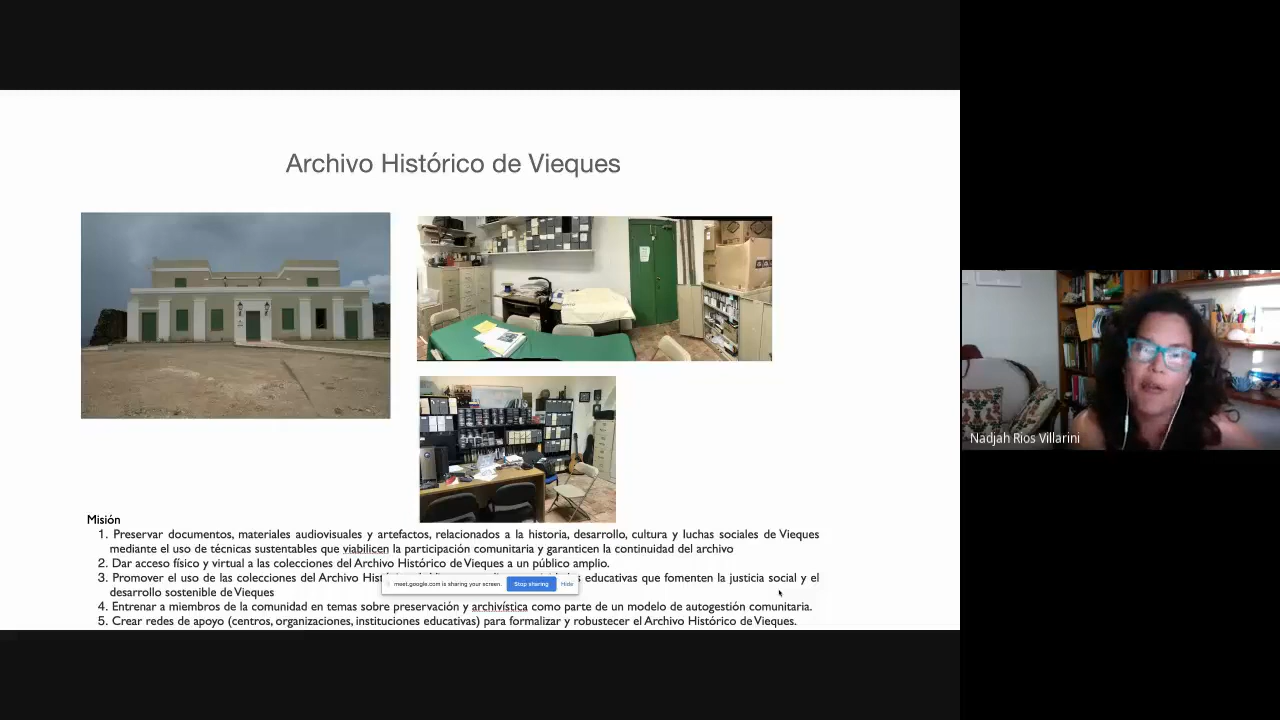 Archivo Histórico de Vieques
Misión
1. Preservar documentos, materiales audiovisuales y artefactos, relacionados a la historia, desarrollo, cultura y luchas sociales de Vieques
mediante el uso de técnicas sustentables que viabilicen la participación comunitaria y garanticen la continuidad del archivo
2. Dar acceso físico y virtual a las colecciones del Archivo Histórico de Vieques a un público amplio.
3. Promover el uso de las colecciones del Archivo educativas que fomenten la justicia social y el
meet.google.com is sharing your screen. Stop sharing Hide
desarrollo sostenible de Vieques
4. Entrenar a miembros de la comunidad en temas sobre preservación y archivística como parte de un modelo de autogestión comunitaria.
5. Crear redes de apoyo (centros, organizaciones, instituciones educativas) para formalizar y robustecer el Archivo Histórico de Vieques.
Nadjah Rios Villarini